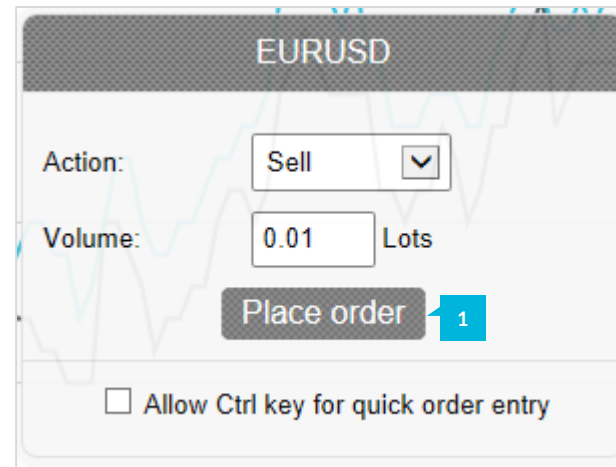 EURUSD
Action: Sell
Volume: 0.01 Lots
Place order 1
Allow Ctrl key for quick order entry